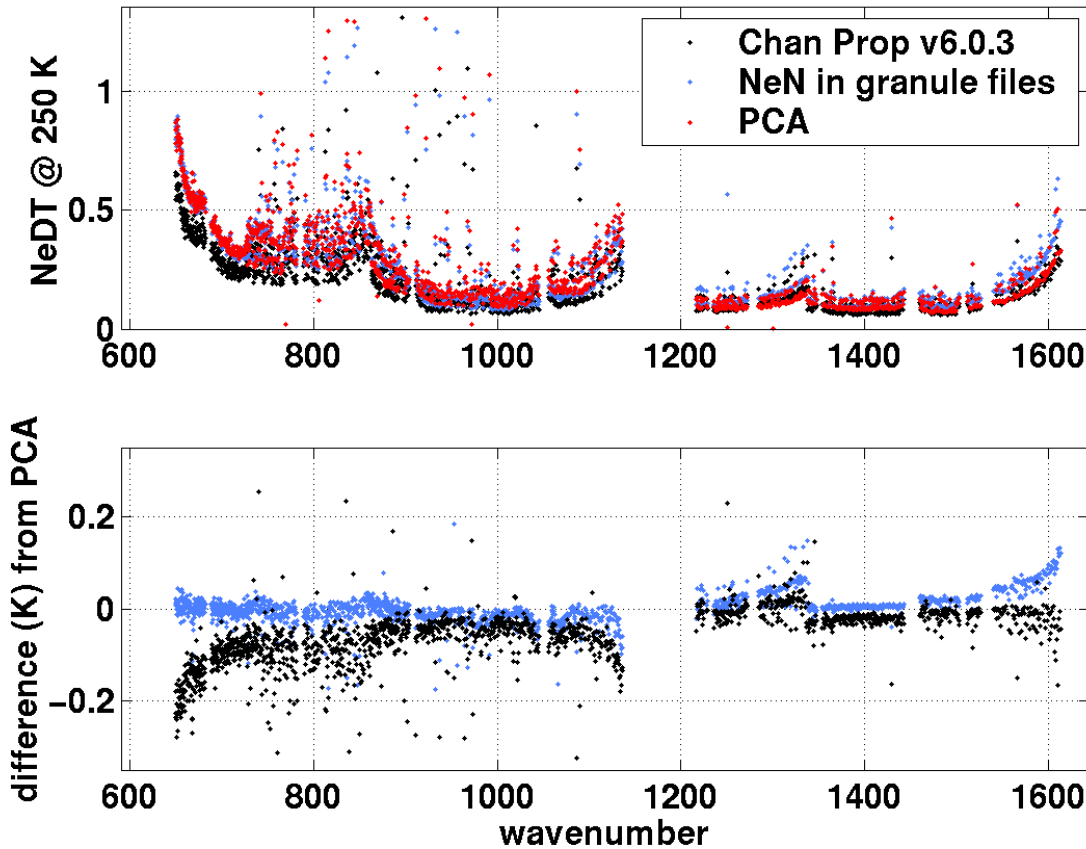 1
0.5
0
NeDT @ 250 K
Chan Prop v6.0.3
NeN in granule files
PCA
600 800 1000 1200 1400 1600
0.2
0
−0.2
difference (K) from PCA
600 800 1000 1200 1400 1600
wavenumber